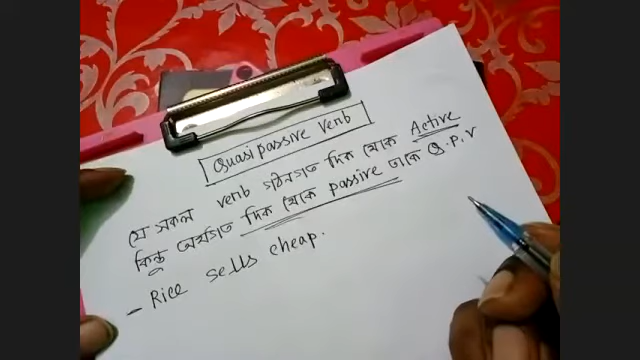 Quasi passive verb
যে সকল verb গঠনগত দিক থেকে Active
কিন্তু অর্থগত দিক থেকে passive তাকে Q.P.V
- Rice sells cheap.